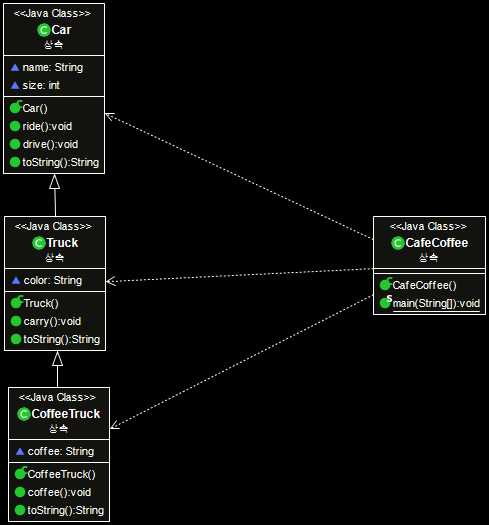 <<Java Class>>
Car
상속
name: String
size: int
Car()
ride():void
drive():void
toString():String
<<Java Class>>
Truck
상속
color: String
Truck()
carry():void
toString():String
<<Java Class>>
CoffeeTruck
상속
coffee: String
CoffeeTruck()
coffee():void
toString():String
<<Java Class>>
CafeCoffee
상속
CafeCoffee()
main(String[]):void